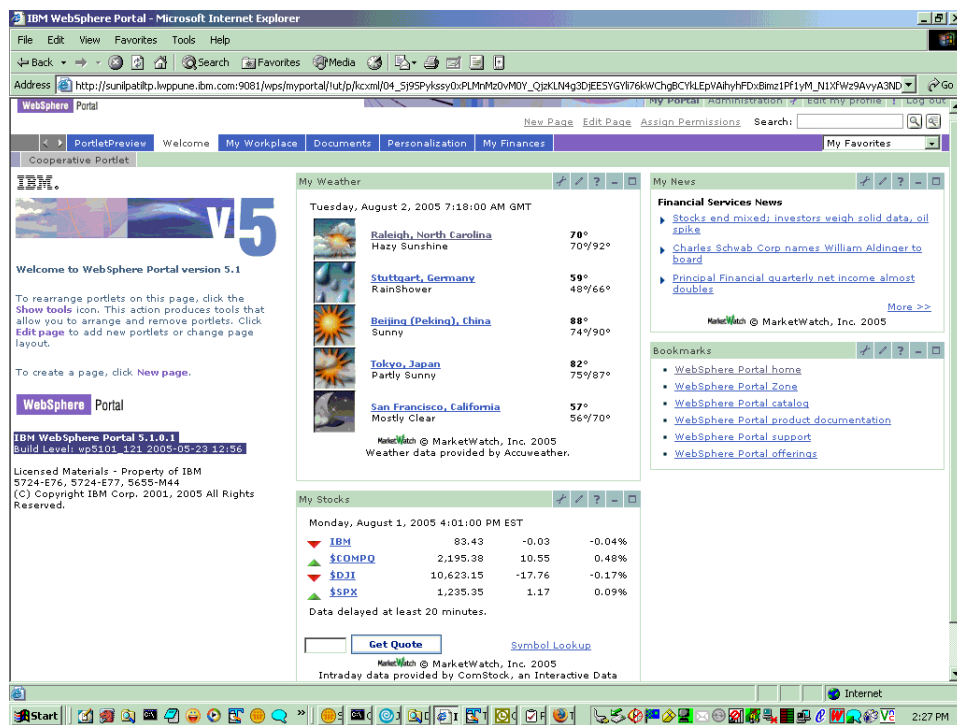 IBM WebSphere Portal - Microsoft Internet Explorer
File Edit View Favorites Tools Help
Back Search Favorites Media
Address http://sunilpatiltp.lwppune.ibm.com:9081/wps/myportal/!ut/p/kcxml/ Go
WebSphere Portal
My Portal Administration Edit my profile ? Log out
New Page Edit Page Assign Permissions Search:
PortletPreview Welcome My Workplace Documents Personalization My Finances My Favorites
Cooperative Portlet
IBM.
v5
Welcome to WebSphere Portal version 5.1
To rearrange portlets on this page, click the
Show tools icon. This action produces tools that
allow you to arrange and remove portlets. Click
Edit page to add new portlets or change page
layout.
To create a page, click New page.
WebSphere Portal
IBM WebSphere Portal 5.1.0.1
Build Level: wp5101_121 2005-05-23 12:56
Licensed Materials - Property of IBM
5724-E76, 5724-E77, 5655-M44
(C) Copyright IBM Corp. 2001, 2005 All Rights
Reserved.
My Weather ?
Tuesday, August 2, 2005 7:18:00 AM GMT
Raleigh, North Carolina 70°
Hazy Sunshine 70°/92°
Stuttgart, Germany 59°
RainShover 48°/66°
Beijing (Peking), China 88°
Sunny 74°/90°
Tokyo, Japan 82°
Partly Sunny 75°/87°
San Francisco, California 57°
Mostly Clear 56°/70°
MarketWatch © MarketWatch, Inc. 2005
Weather data provided by Accuweather.
My Stocks ?
Monday, August 1, 2005 4:01:00 PM EST
IBM 83.43 -0.03 -0.04%
$COMPQ 2,195.38 10.55 0.48%
$DJI 10,623.15 -17.76 -0.17%
$SPX 1,235.35 1.17 0.09%
Data delayed at least 20 minutes.
Get Quote Symbol Lookup
MarketWatch © MarketWatch, Inc. 2005
Intraday data provided by ComStock, an Interactive Data
My News ?
Financial Services News
Stocks end mixed; investors weigh solid data, oil
spike
Charles Schwab Corp names William Aldinger to
board
Principal Financial quarterly net income almost
doubles
More >>
MarketWatch © MarketWatch, Inc. 2005
Bookmarks ?
WebSphere Portal home
WebSphere Portal Zone
WebSphere Portal catalog
WebSphere Portal product documentation
WebSphere Portal support
WebSphere Portal offerings
Internet
Start 2:27 PM